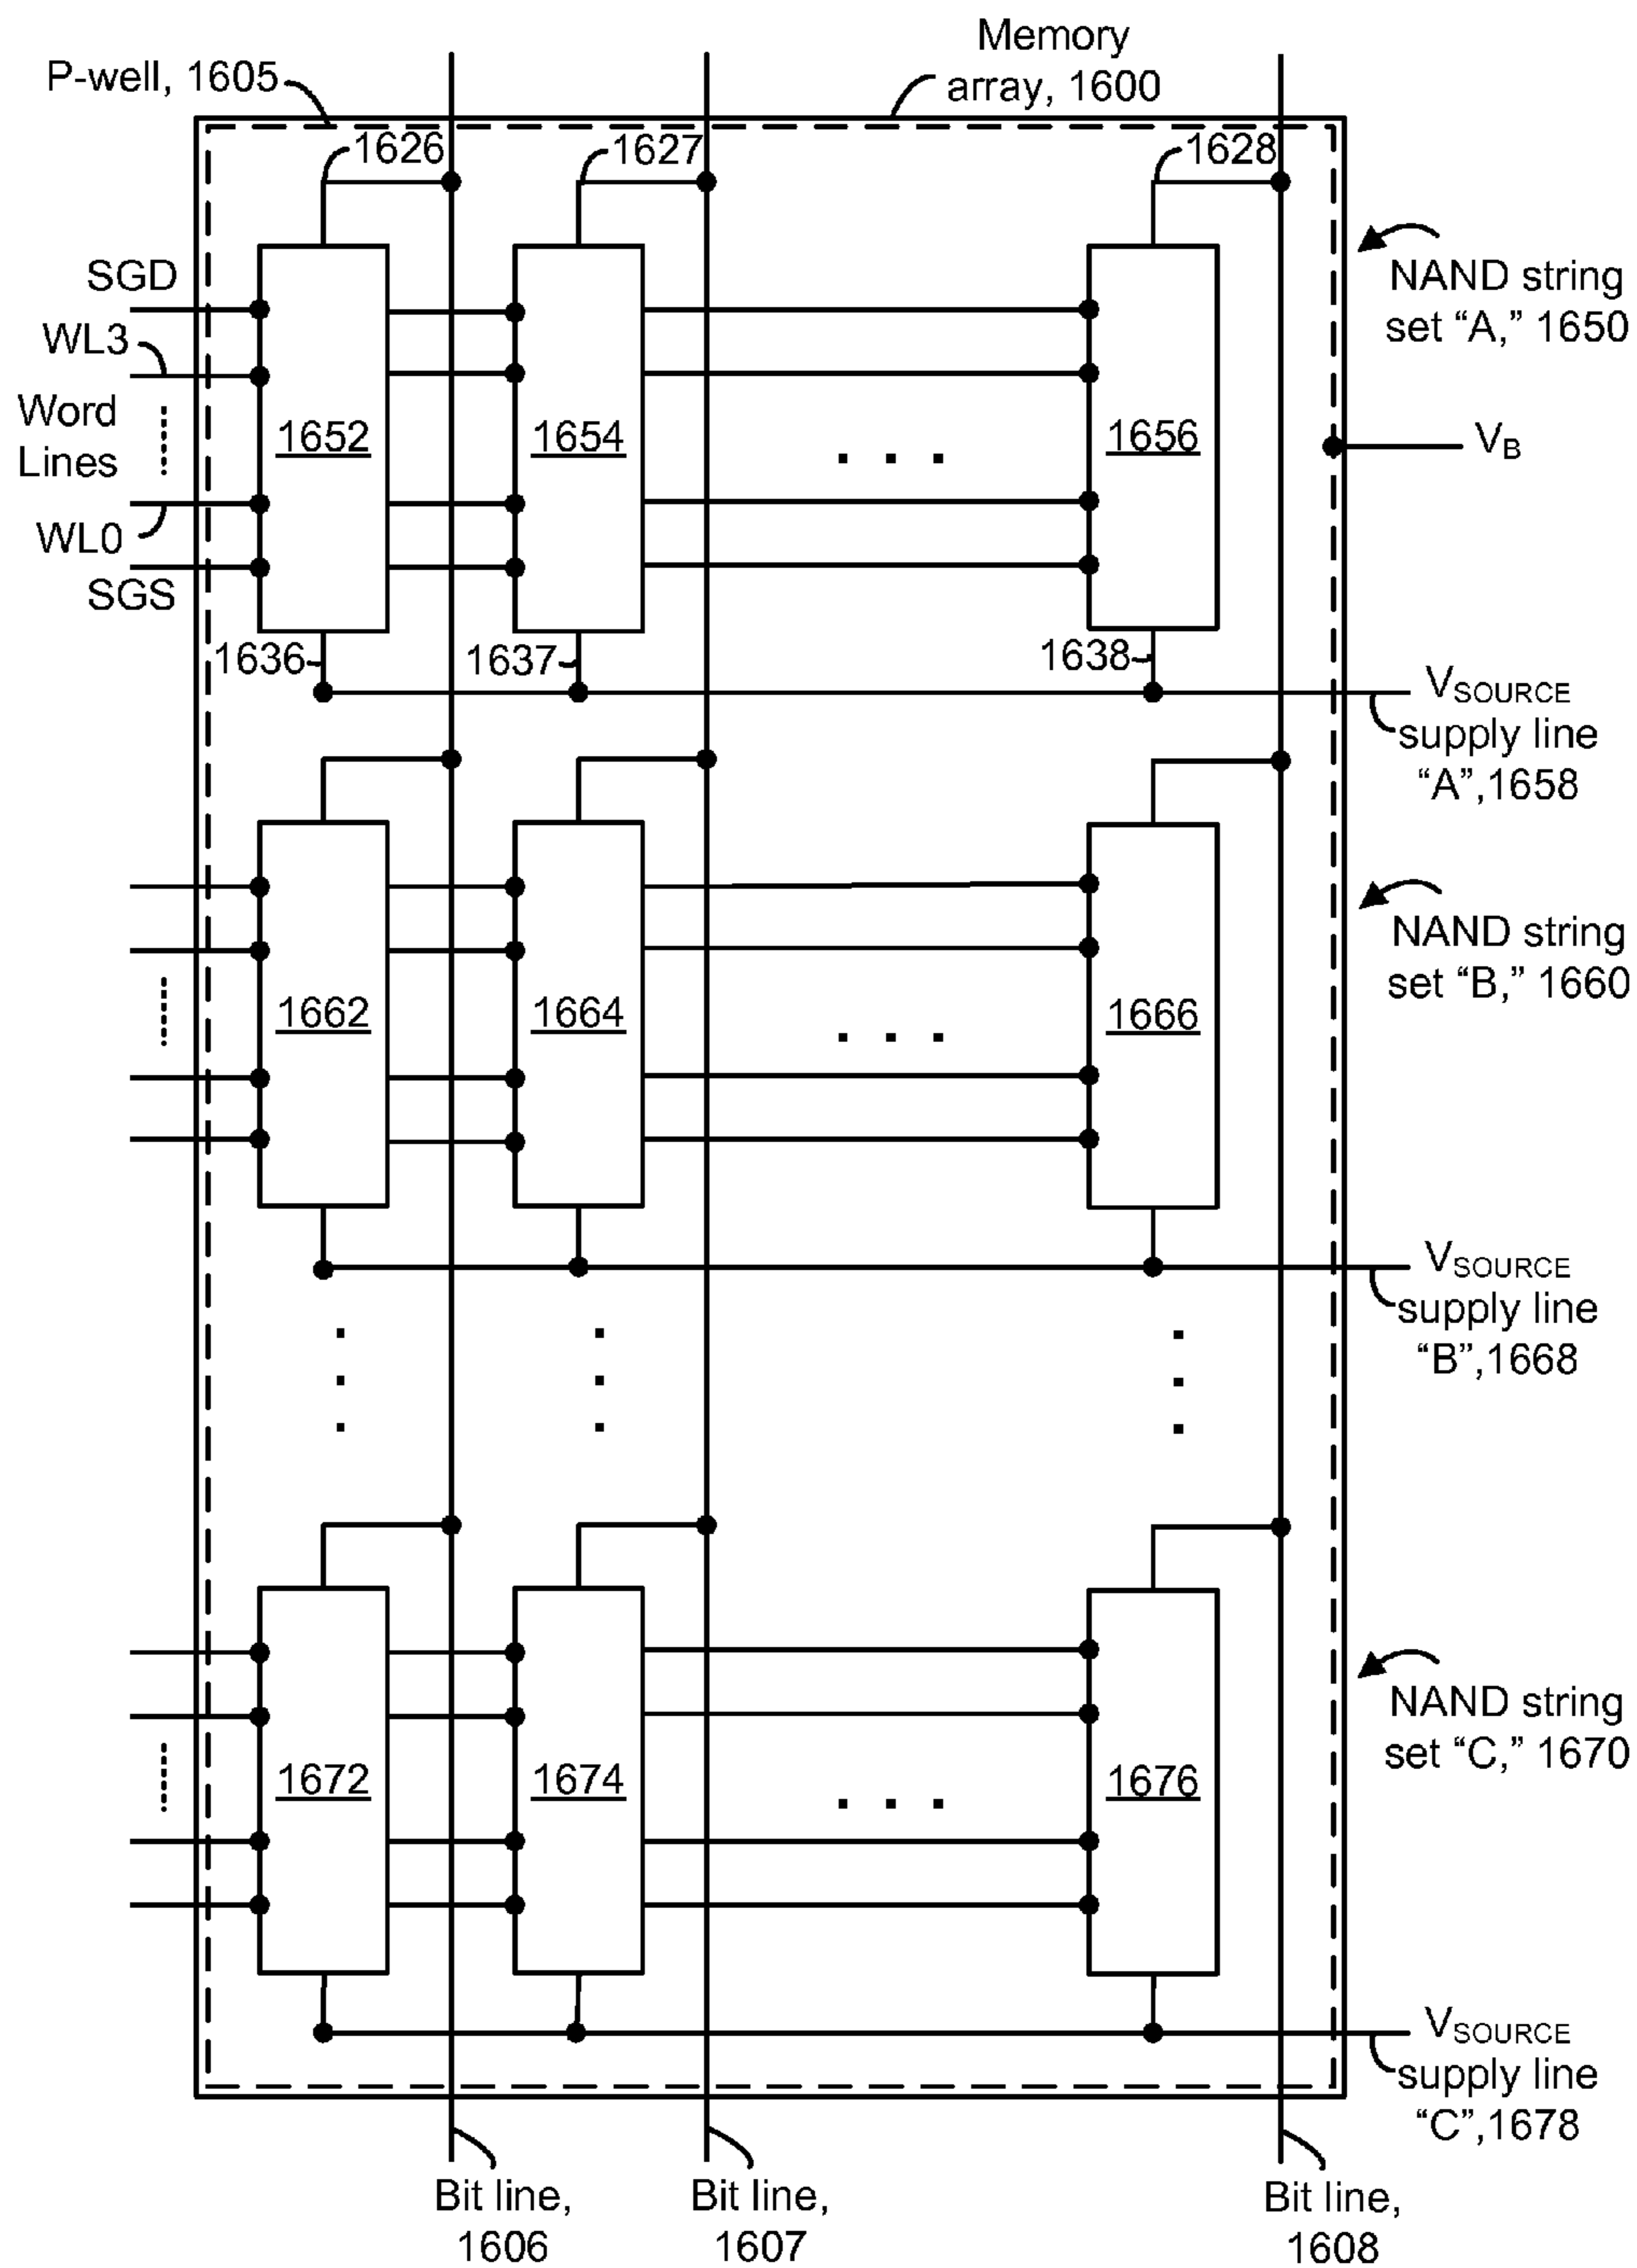 Memory
array, 1600
P-well, 1605
1626
1627
1628
SGD
WL3
Word
Lines
WL0
SGS
1652
1654
. . .
1656
NAND string
set “A,” 1650
VB
1636
1637
1638
VSOURCE
supply line
“A”,1658
1662
1664
. . .
1666
NAND string
set “B,” 1660
VSOURCE
supply line
“B”,1668
1672
1674
. . .
1676
NAND string
set “C,” 1670
VSOURCE
supply line
“C”,1678
Bit line,
1606
Bit line,
1607
Bit line,
1608